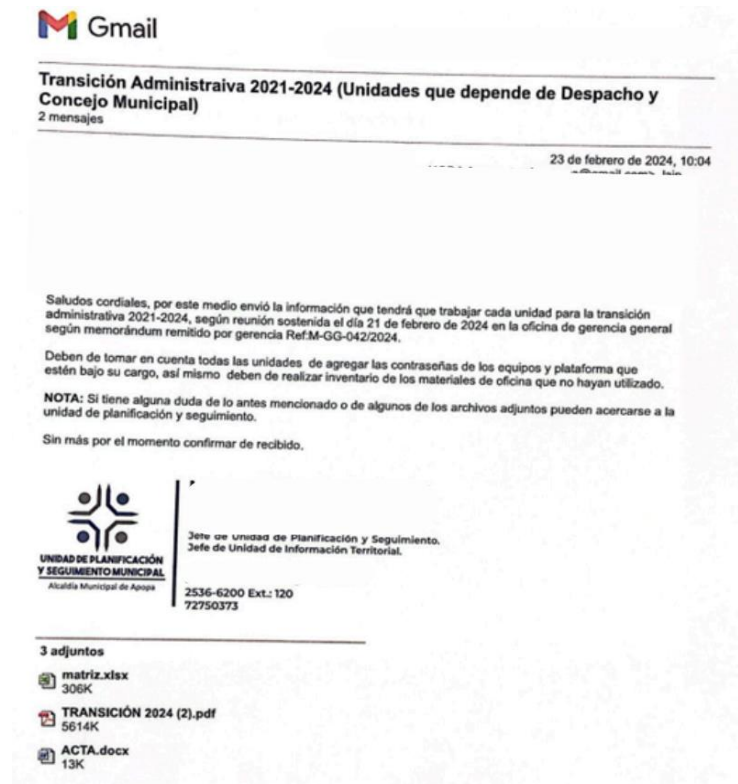 Gmail
Transición Administraiva 2021-2024 (Unidades que depende de Despacho y
Concejo Municipal)
2 mensajes
23 de febrero de 2024, 10:04
Saludos cordiales, por este medio envió la información que tendrá que trabajar cada unidad para la transición
administrativa 2021-2024, según reunión sostenida el día 21 de febrero de 2024 en la oficina de gerencia general
según memorándum remitido por gerencia Ref:M-GG-042/2024.
Deben de tomar en cuenta todas las unidades de agregar las contraseñas de los equipos y plataforma que
estén bajo su cargo, así mismo deben de realizar inventario de los materiales de oficina que no hayan utilizado.
NOTA: Si tiene alguna duda de lo antes mencionado o de algunos de los archivos adjuntos pueden acercarse a la
unidad de planificación y seguimiento.
Sin más por el momento confirmar de recibido.
UNIDAD DE PLANIFICACIÓN
Y SEGUIMIENTO MUNICIPAL
Alcaldía Municipal de Apopa
Jefe de Unidad de Planificación y Seguimiento.
Jefe de Unidad de Información Territorial.
2536-6200 Ext.: 120
72750373
3 adjuntos
matriz.xlsx
306K
TRANSICIÓN 2024 (2).pdf
5614K
ACTA.docx
13K